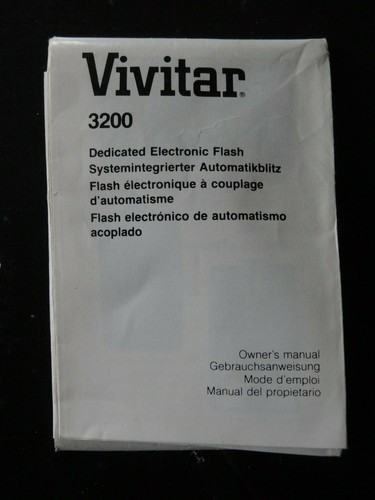 Vivitar®
3200
Dedicated Electronic Flash
Systemintegrierter Automatikblitz
Flash électronique à couplage
d'automatisme
Flash electrónico de automatismo
acoplado
Owner's manual
Gebrauchsanweisung
Mode d'emploi
Manual del propietario